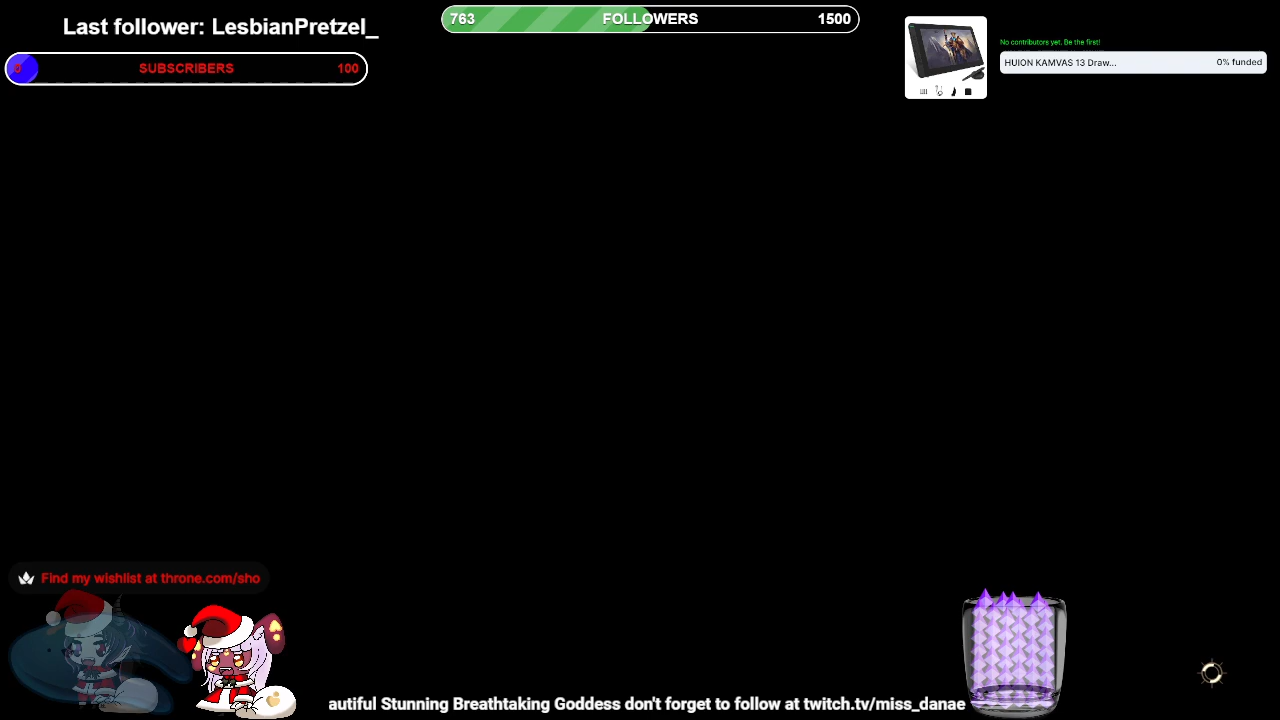 Last follower: LesbianPretzel_
763 FOLLOWERS 1500
No contributors yet. Be the first!
HUION KAMVAS 13 Draw... 0% funded
SUBSCRIBERS 100
Find my wishlist at throne.com/sho
autiful Stunning Breathtaking Goddess don't forget to follow at twitch.tv/miss_danae